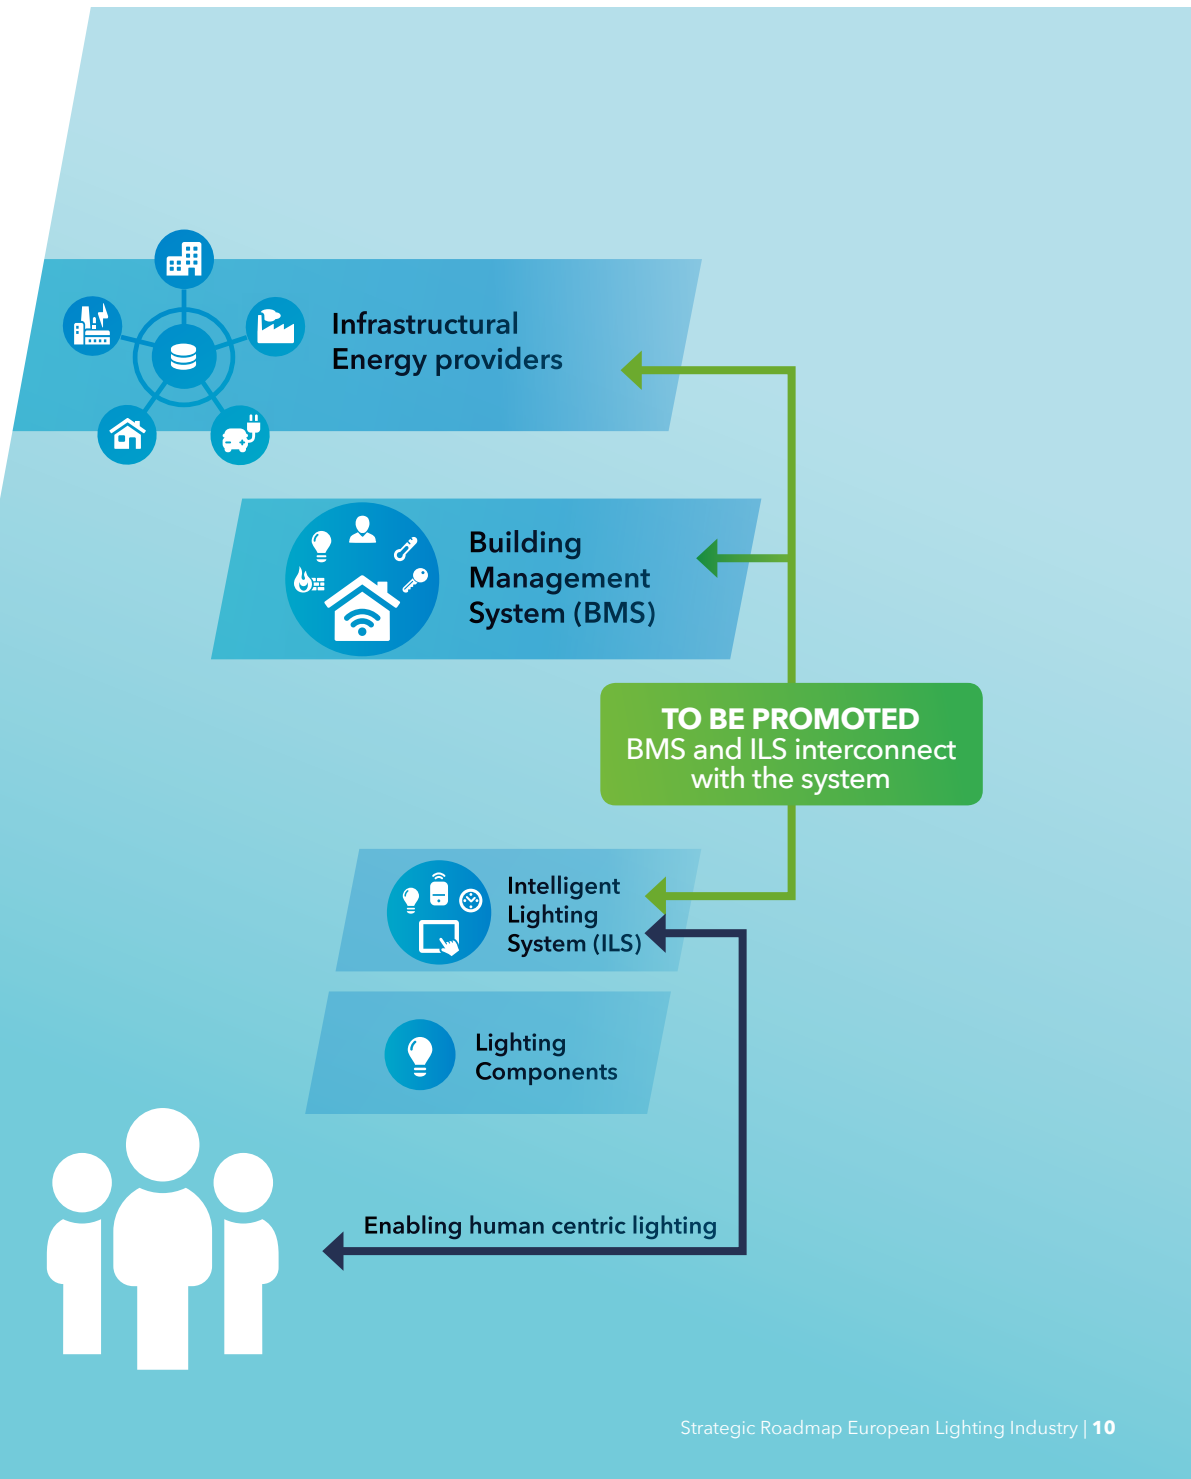 Infrastructural
Energy providers
Building
Management
System (BMS)
TO BE PROMOTED
BMS and ILS interconnect
with the system
Intelligent
Lighting
System (ILS)
Lighting
Components
Enabling human centric lighting
Strategic Roadmap European Lighting Industry | 10